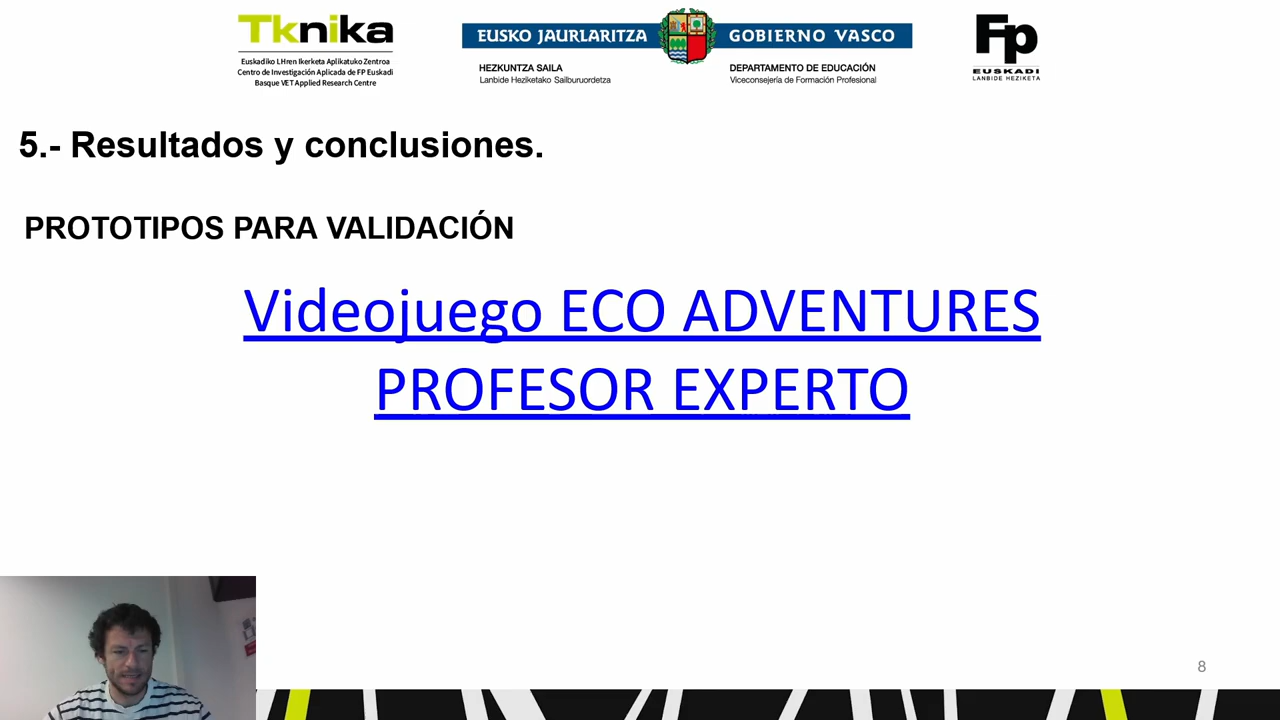 Tknika
Euskadiko LHren Ikerketa Aplikatuko Zentroa
Centro de Investigación Aplicada de FP Euskadi
Basque VET Applied Research Centre
EUSKO JAURLARITZA
GOBIERNO VASCO
HEZKUNTZA SAILA
Lanbide Heziketako Sailburuordetza
DEPARTAMENTO DE EDUCACIÓN
Viceconsejería de Formación Profesional
Fp
EUSKADI
LANBIDE HEZIKETA
5.- Resultados y conclusiones.
PROTOTIPOS PARA VALIDACIÓN
Videojuego ECO ADVENTURES
PROFESOR EXPERTO
8